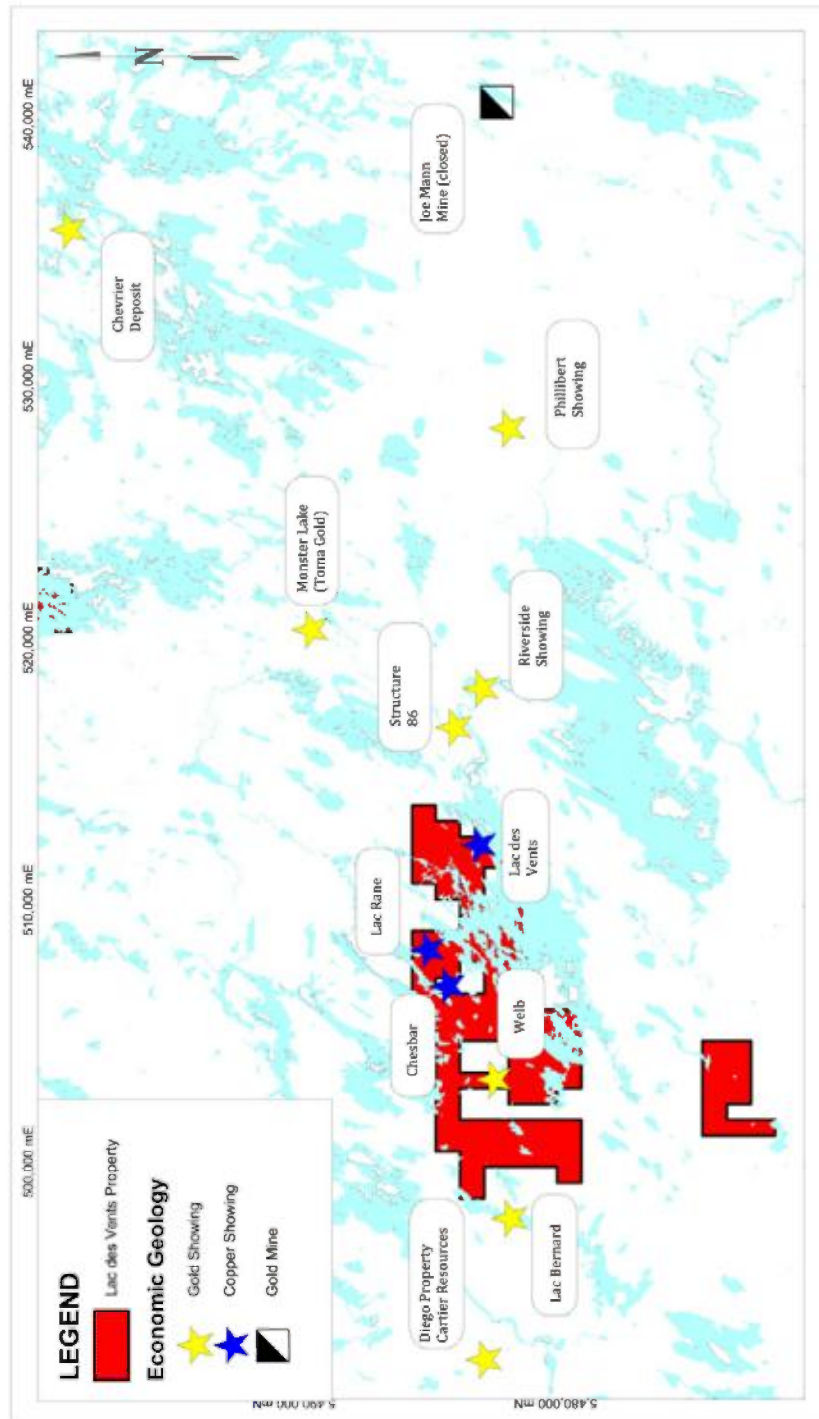 LEGEND
Lac des Vents Property
Economic Geology
Gold Showing
Copper Showing
Gold Mine
500,000 mE
510,000 mE
520,000 mE
530,000 mE
540,000 mE
N
5,490,000 mN
5,480,000 mN
Diego Property
Cartier Resources
Lac Bernard
Chesbar
Lac Rane
Welb
Lac des
Vents
Structure
86
Riverside
Showing
Monster Lake
(Toma Gold)
Phillibert
Showing
Chevrier
Deposit
Joe Mann
Mine (closed)